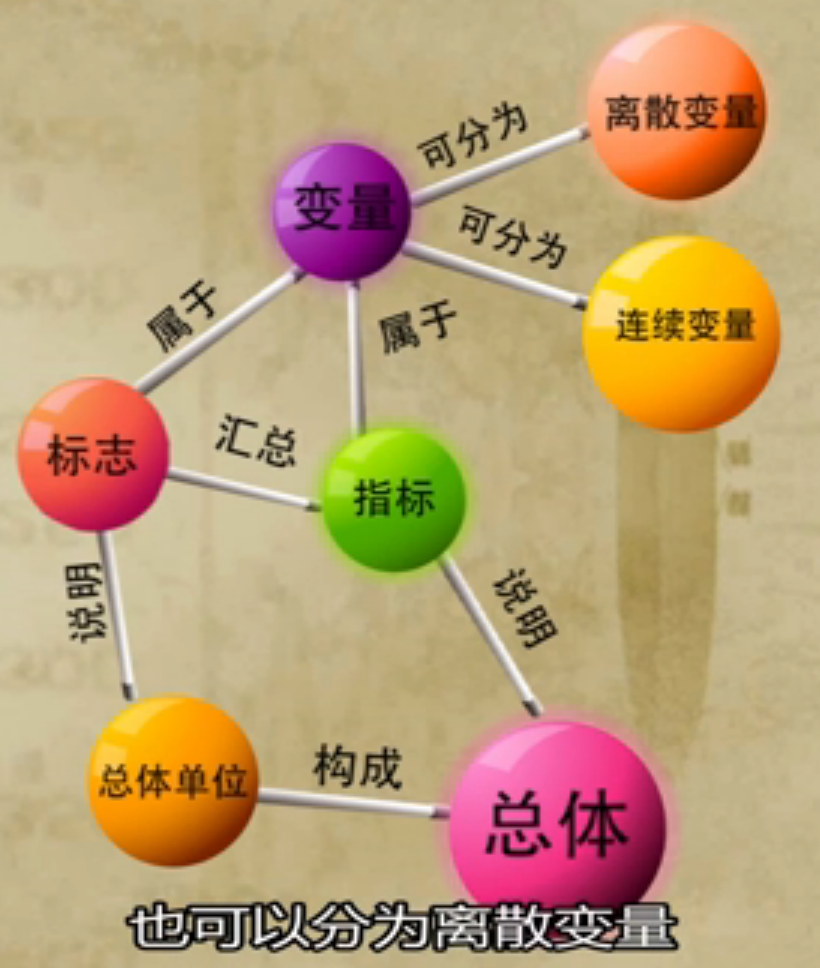 离散变量
可分为
变量
可分为
连续变量
属于
属于
标志
汇总
指标
说明
说明
总体单位
构成
总体
也可以分为离散变量